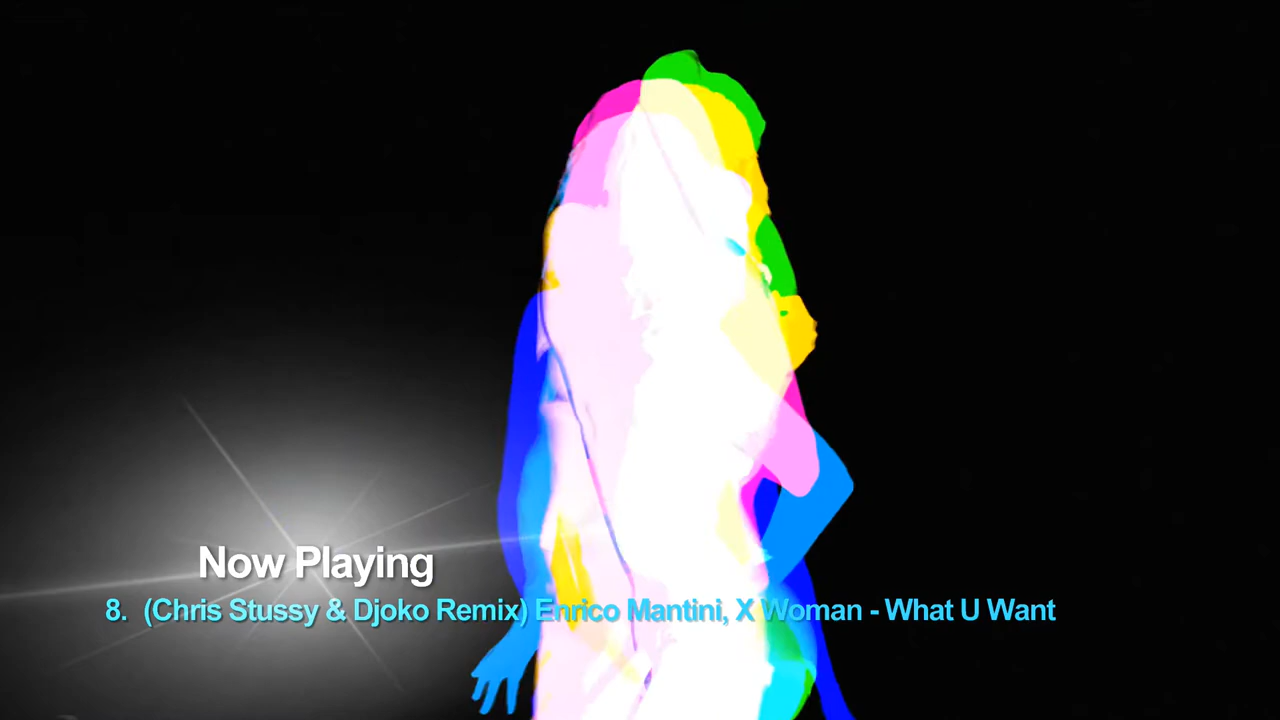 Now Playing
8. (Chris Stussy & Djoko Remix) Enrico Mantini, X Woman - What U Want